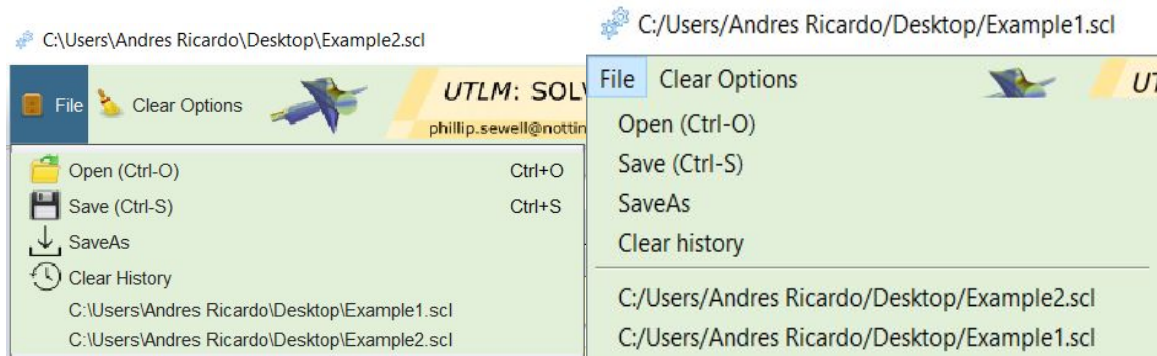 C:\Users\Andres Ricardo\Desktop\Example2.scl
File Clear Options
UTLM: SOL
phillip.sewell@nottin
Open (Ctrl-O) Ctrl+O
Save (Ctrl-S) Ctrl+S
SaveAs
Clear History
C:\Users\Andres Ricardo\Desktop\Example1.scl
C:\Users\Andres Ricardo\Desktop\Example2.scl
C:/Users/Andres Ricardo/Desktop/Example1.scl
File Clear Options
UT
Open (Ctrl-O)
Save (Ctrl-S)
SaveAs
Clear history
C:/Users/Andres Ricardo/Desktop/Example2.scl
C:/Users/Andres Ricardo/Desktop/Example1.scl